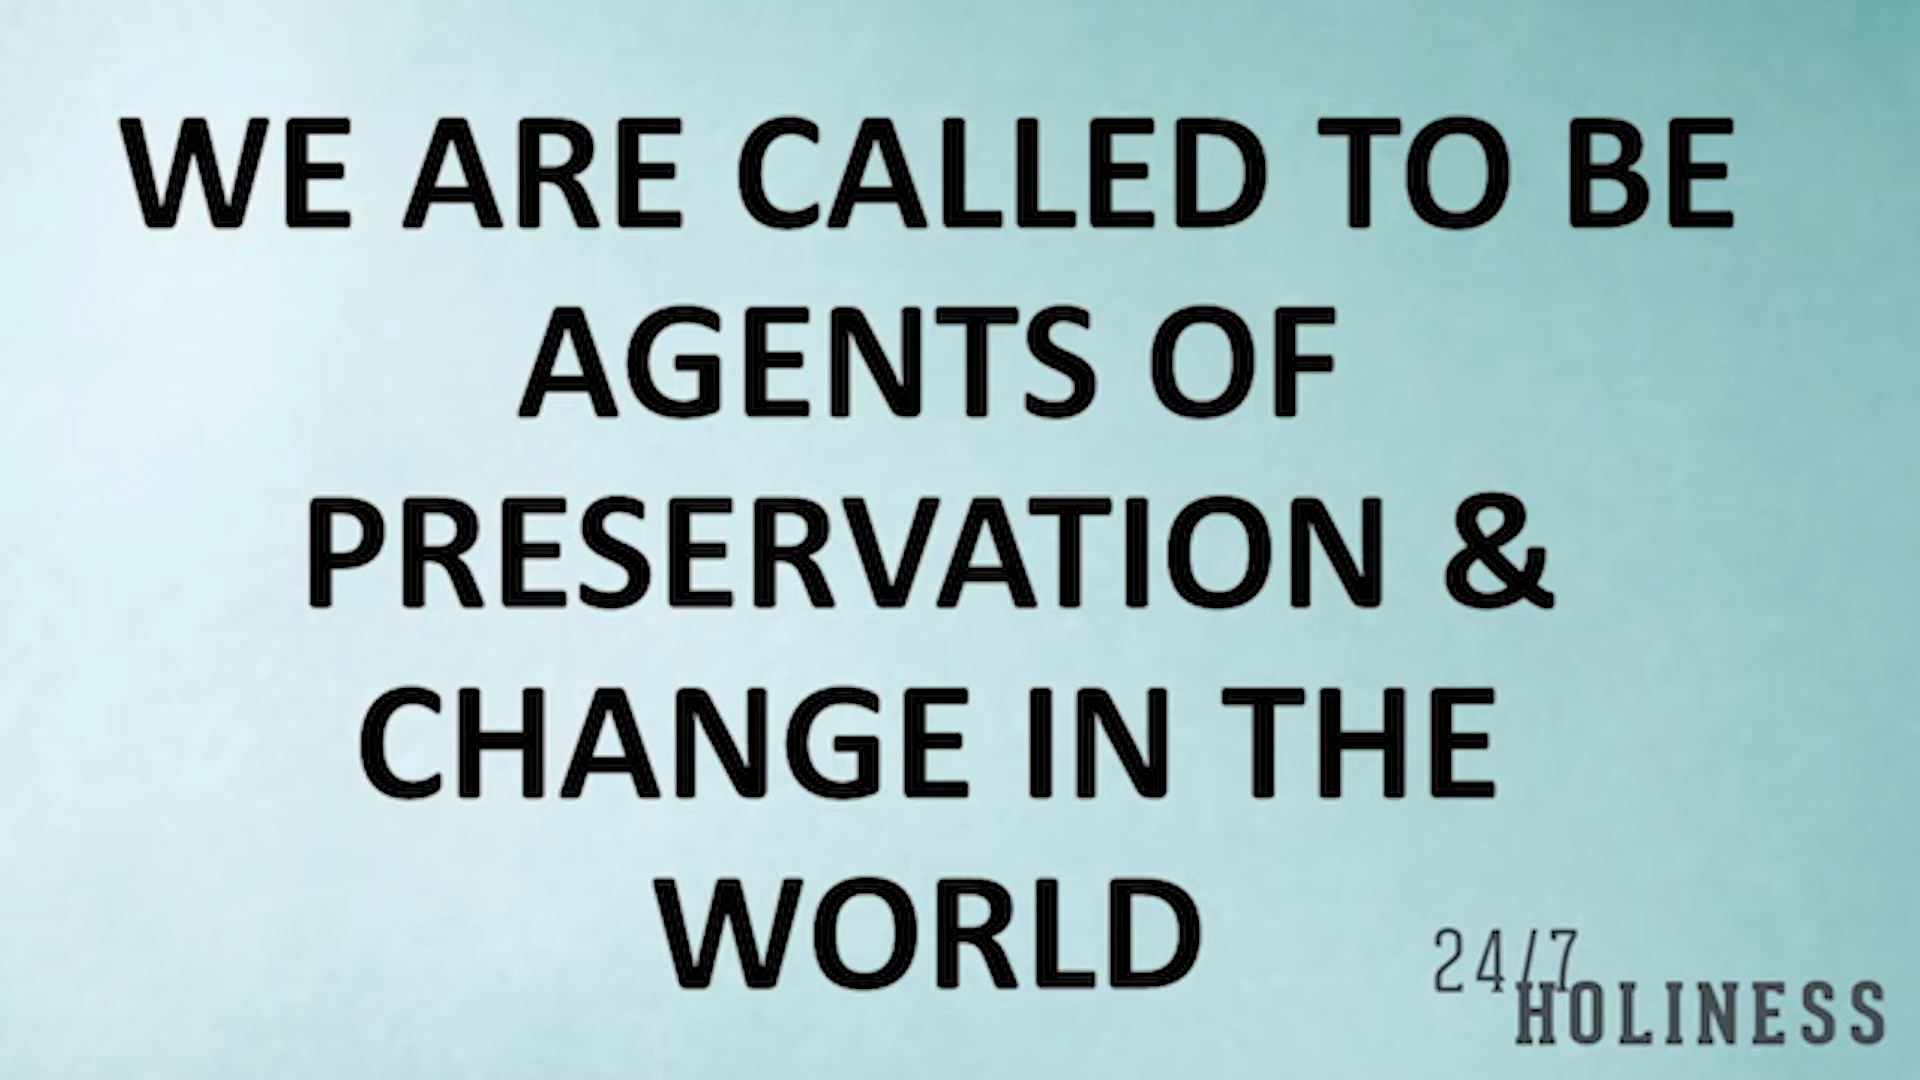 WE ARE CALLED TO BE
AGENTS OF
PRESERVATION &
CHANGE IN THE
WORLD
24/7
HOLINESS